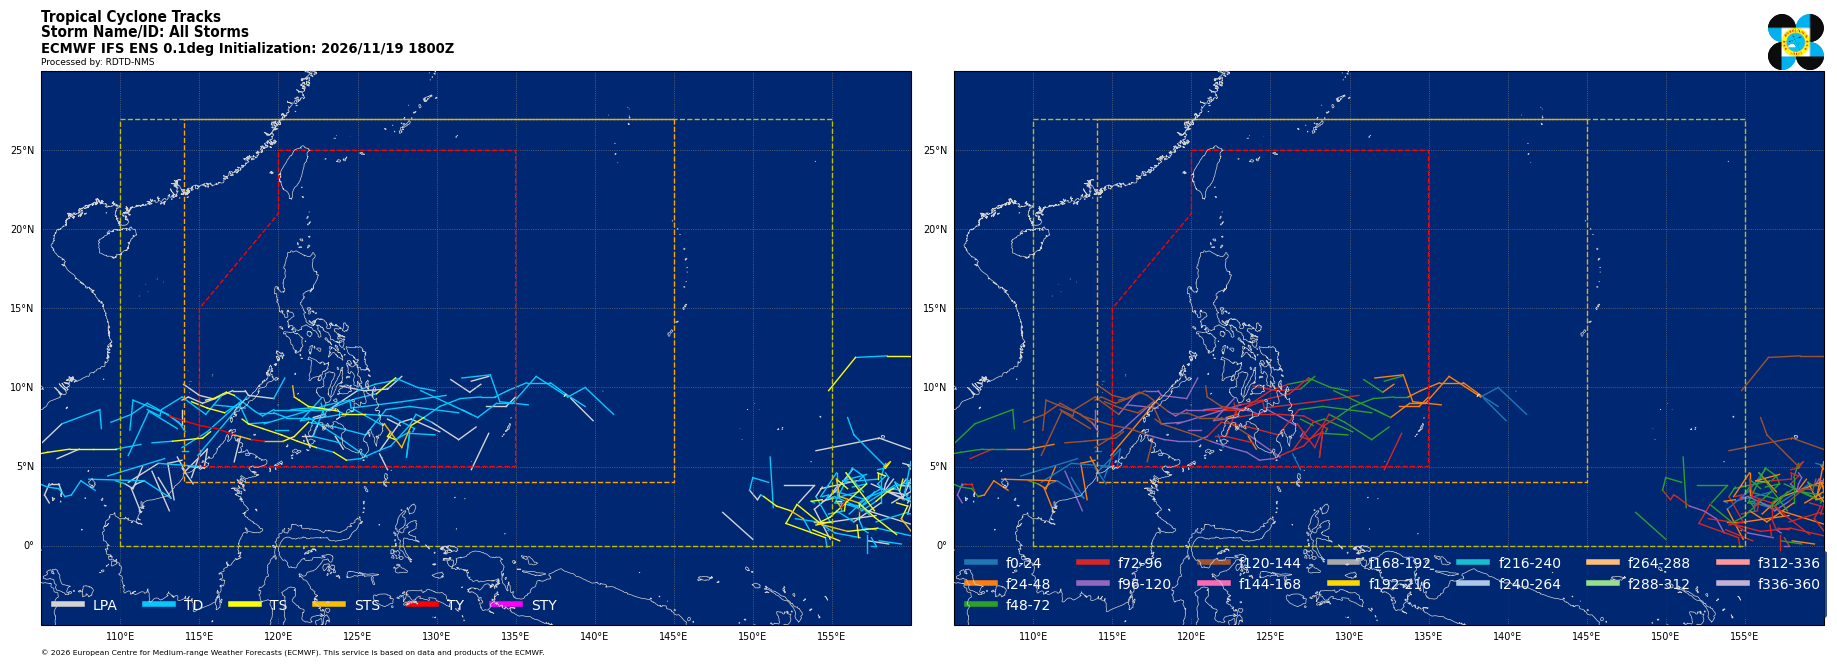 Tropical Cyclone Tracks
Storm Name/ID: All Storms
ECMWF IFS ENS 0.1deg Initialization: 2026/11/19 1800Z
Processed by: RDTD-NMS
25°N 25°N
20°N 20°N
15°N 15°N
10°N 10°N
5°N 5°N
0° 0°
f0-24 f72-96 f120-144 f168-192 f216-240 f264-288 f312-336
f24-48 f96-120 f144-168 f192-216 f240-264 f288-312 f336-360
LPA TD TS STS TY STY f48-72
110°E 115°E 120°E 125°E 130°E 135°E 140°E 145°E 150°E 155°E 110°E 115°E 120°E 125°E 130°E 135°E 140°E 145°E 150°E 155°E
© 2026 European Centre for Medium-range Weather Forecasts (ECMWF). This service is based on data and products of the ECMWF.